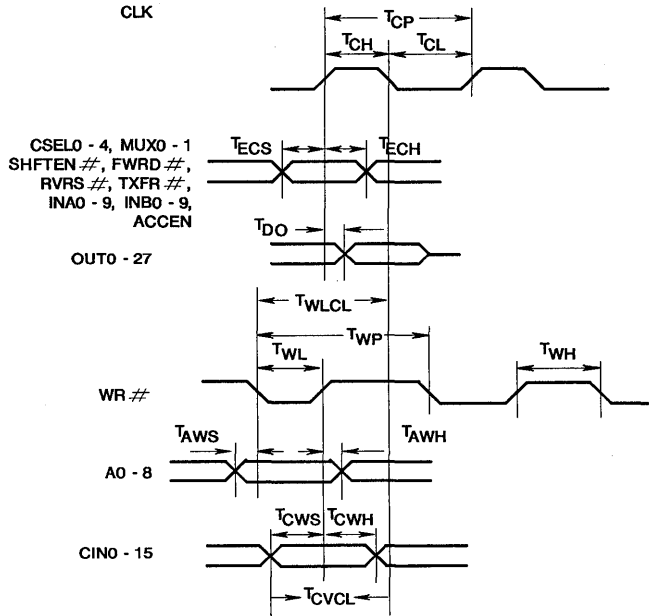 CLK
TCP
TCH
TCL
CSEL0 - 4, MUX0 - 1
SHFTEN #, FWRD #,
RVRS #, TXFR #,
INA0 - 9, INB0 - 9,
ACCEN
TECS
TECH
TDO
OUT0 - 27
TWLCL
TWP
TWL
TWH
WR #
TAWS
TAWH
A0 - 8
TCWS
TCWH
CIN0 - 15
TCVCL